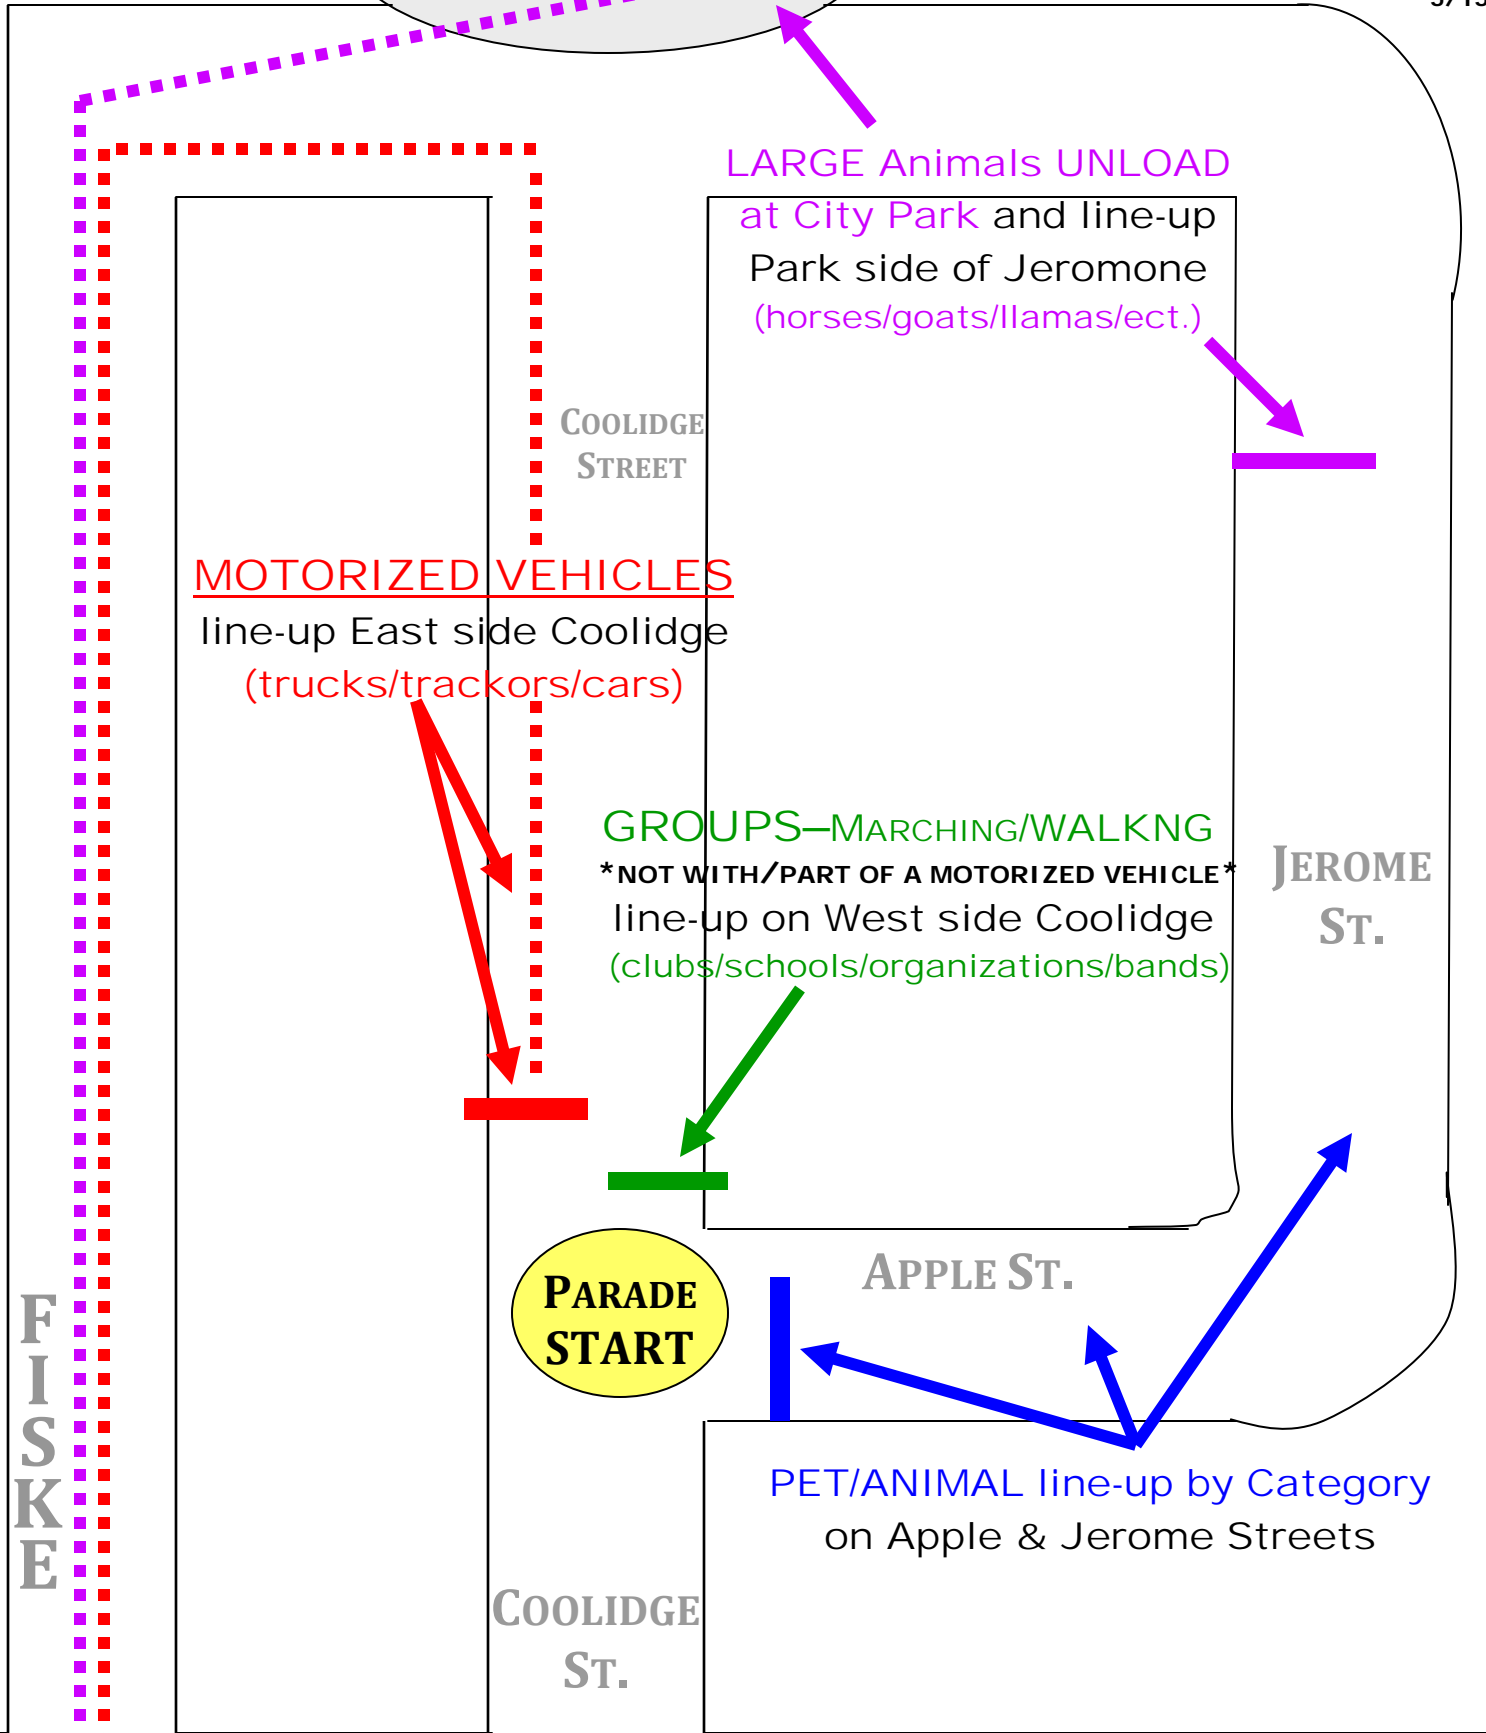 LARGE Animals UNLOAD
at City Park and line-up
Park side of Jeromone
(horses/goats/llamas/ect.)
COOLIDGE
STREET
MOTORIZED VEHICLES
line-up East side Coolidge
(trucks/trackors/cars)
GROUPS—MARCHING/WALKNG
*NOT WITH/PART OF A MOTORIZED VEHICLE*
line-up on West side Coolidge
(clubs/schools/organizations/bands)
JEROME
ST.
APPLE ST.
PARADE
START
FISKE
PET/ANIMAL line-up by Category
on Apple & Jerome Streets
COOLIDGE
ST.